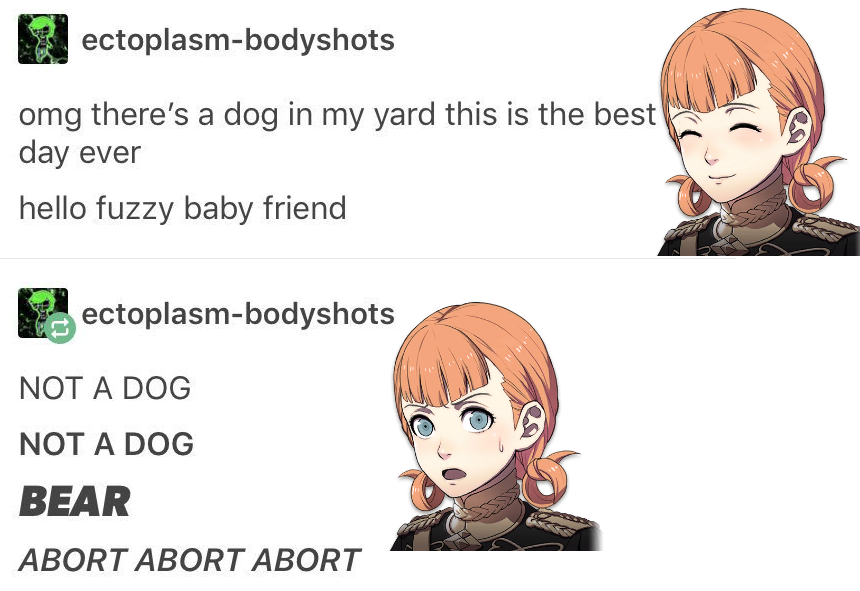 ectoplasm-bodyshots
omg there’s a dog in my yard this is the best
day ever
hello fuzzy baby friend
ectoplasm-bodyshots
NOT A DOG
NOT A DOG
BEAR
ABORT ABORT ABORT